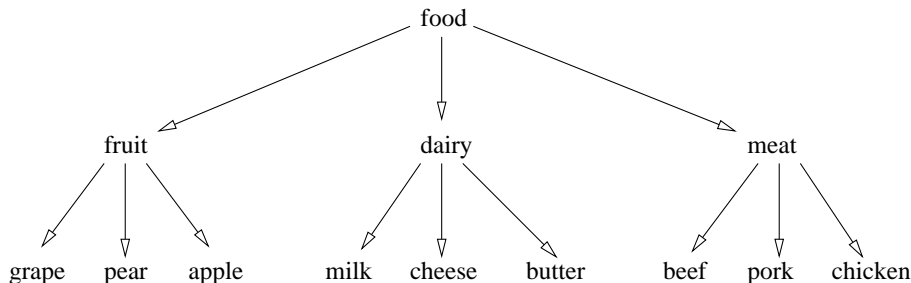 food
fruit dairy meat
grape pear apple milk cheese butter beef pork chicken